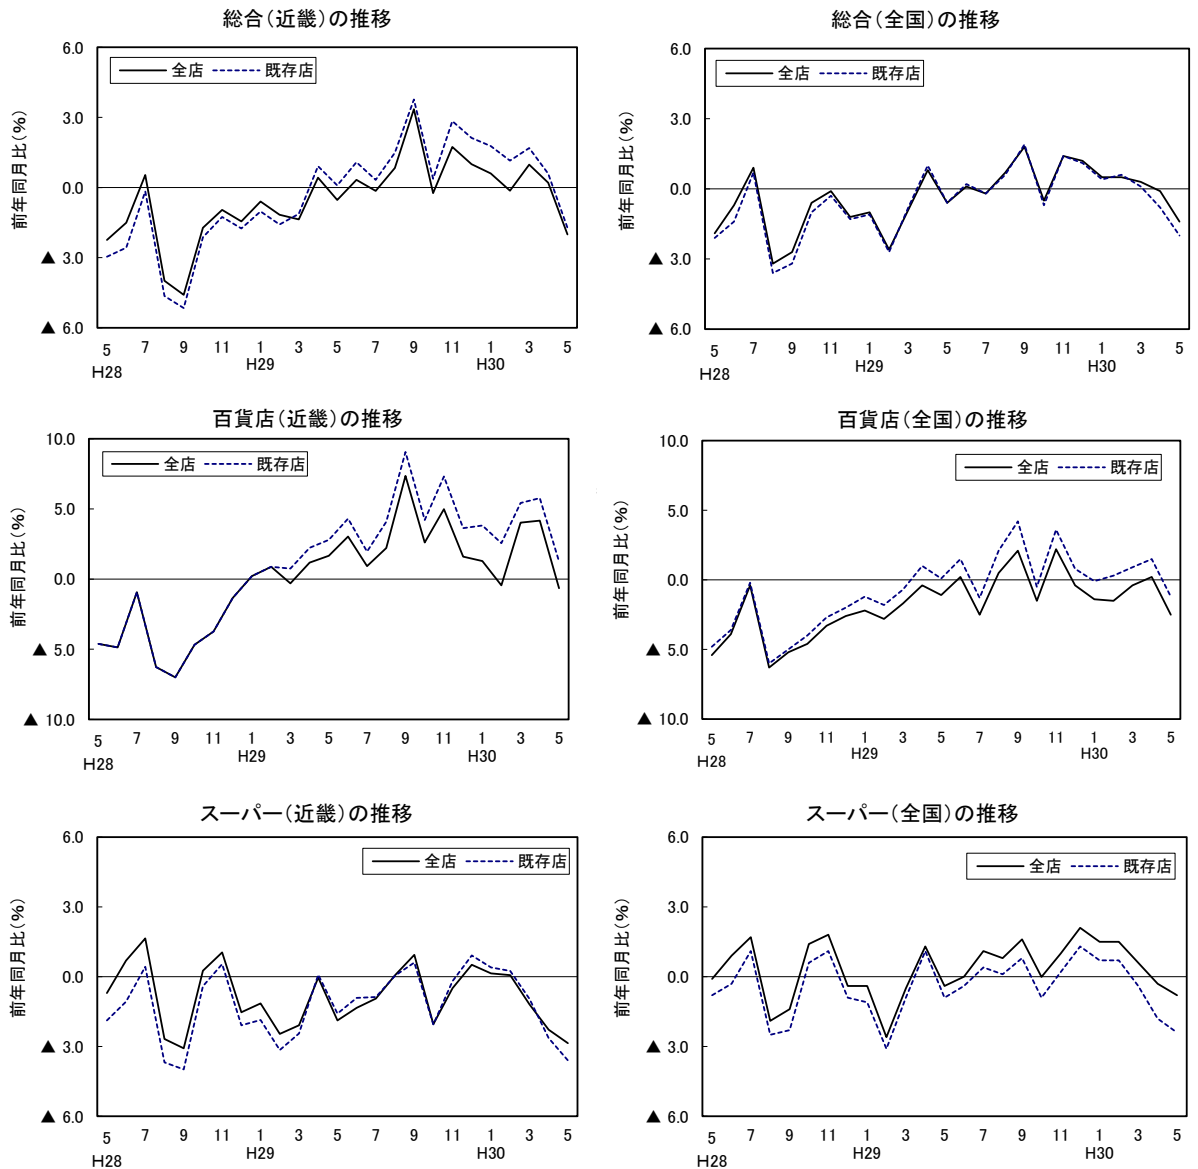 総合（近畿）の推移
6.0
3.0
0.0
▲ 3.0
▲ 6.0
前年同月比（%）
全店 既存店
5 7 9 11 1 3 5 7 9 11 1 3 5
H28 H29 H30
総合（全国）の推移
6.0
3.0
0.0
▲ 3.0
▲ 6.0
前年同月比（%）
全店 既存店
5 7 9 11 1 3 5 7 9 11 1 3 5
H28 H29 H30
百貨店（近畿）の推移
10.0
5.0
0.0
▲ 5.0
▲ 10.0
前年同月比（%）
全店 既存店
5 7 9 11 1 3 5 7 9 11 1 3 5
H28 H29 H30
百貨店（全国）の推移
10.0
5.0
0.0
▲ 5.0
▲ 10.0
前年同月比（%）
全店 既存店
5 7 9 11 1 3 5 7 9 11 1 3 5
H28 H29 H30
スーパー（近畿）の推移
6.0
3.0
0.0
▲ 3.0
▲ 6.0
前年同月比（%）
全店 既存店
5 7 9 11 1 3 5 7 9 11 1 3 5
H28 H29 H30
スーパー（全国）の推移
6.0
3.0
0.0
▲ 3.0
▲ 6.0
前年同月比（%）
全店 既存店
5 7 9 11 1 3 5 7 9 11 1 3 5
H28 H29 H30